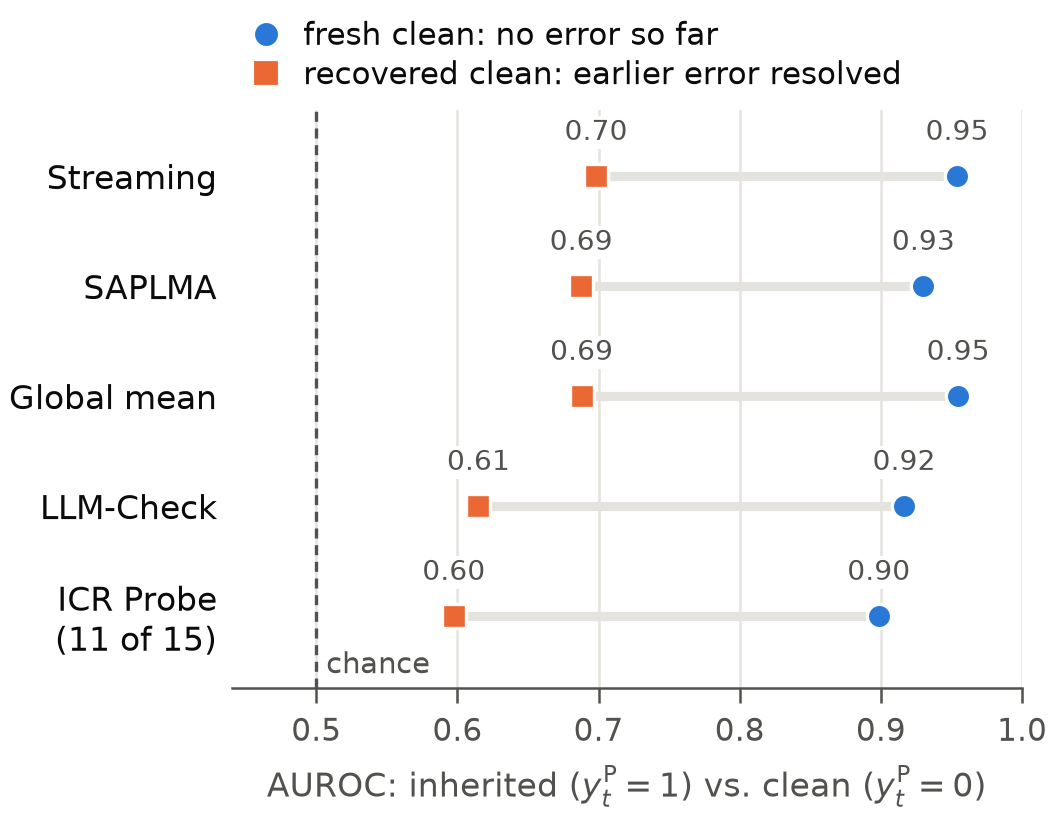 fresh clean: no error so far
recovered clean: earlier error resolved
0.70 0.95
Streaming
0.69 0.93
SAPLMA
0.69 0.95
Global mean
0.61 0.92
LLM-Check
0.60 0.90
ICR Probe
(11 of 15)
chance
0.5 0.6 0.7 0.8 0.9 1.0
AUROC: inherited ($y_t^P = 1$) vs. clean ($y_t^P = 0$)